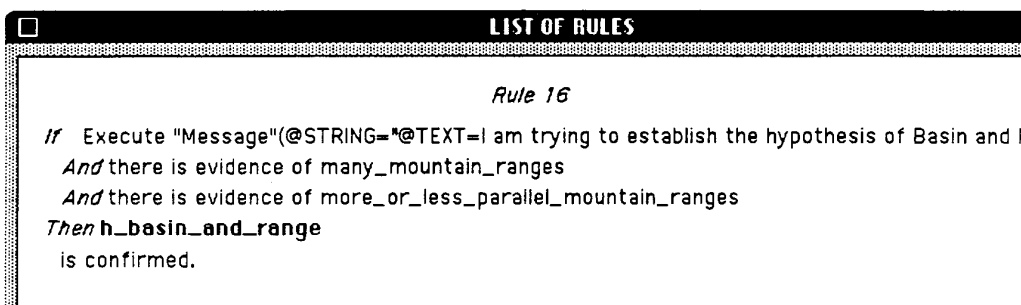 LIST OF RULES
Rule 16
If Execute "Message"(@STRING="@TEXT=I am trying to establish the hypothesis of Basin and
And there is evidence of many_mountain_ranges
And there is evidence of more_or_less_parallel_mountain_ranges
Then h_basin_and_range
is confirmed.